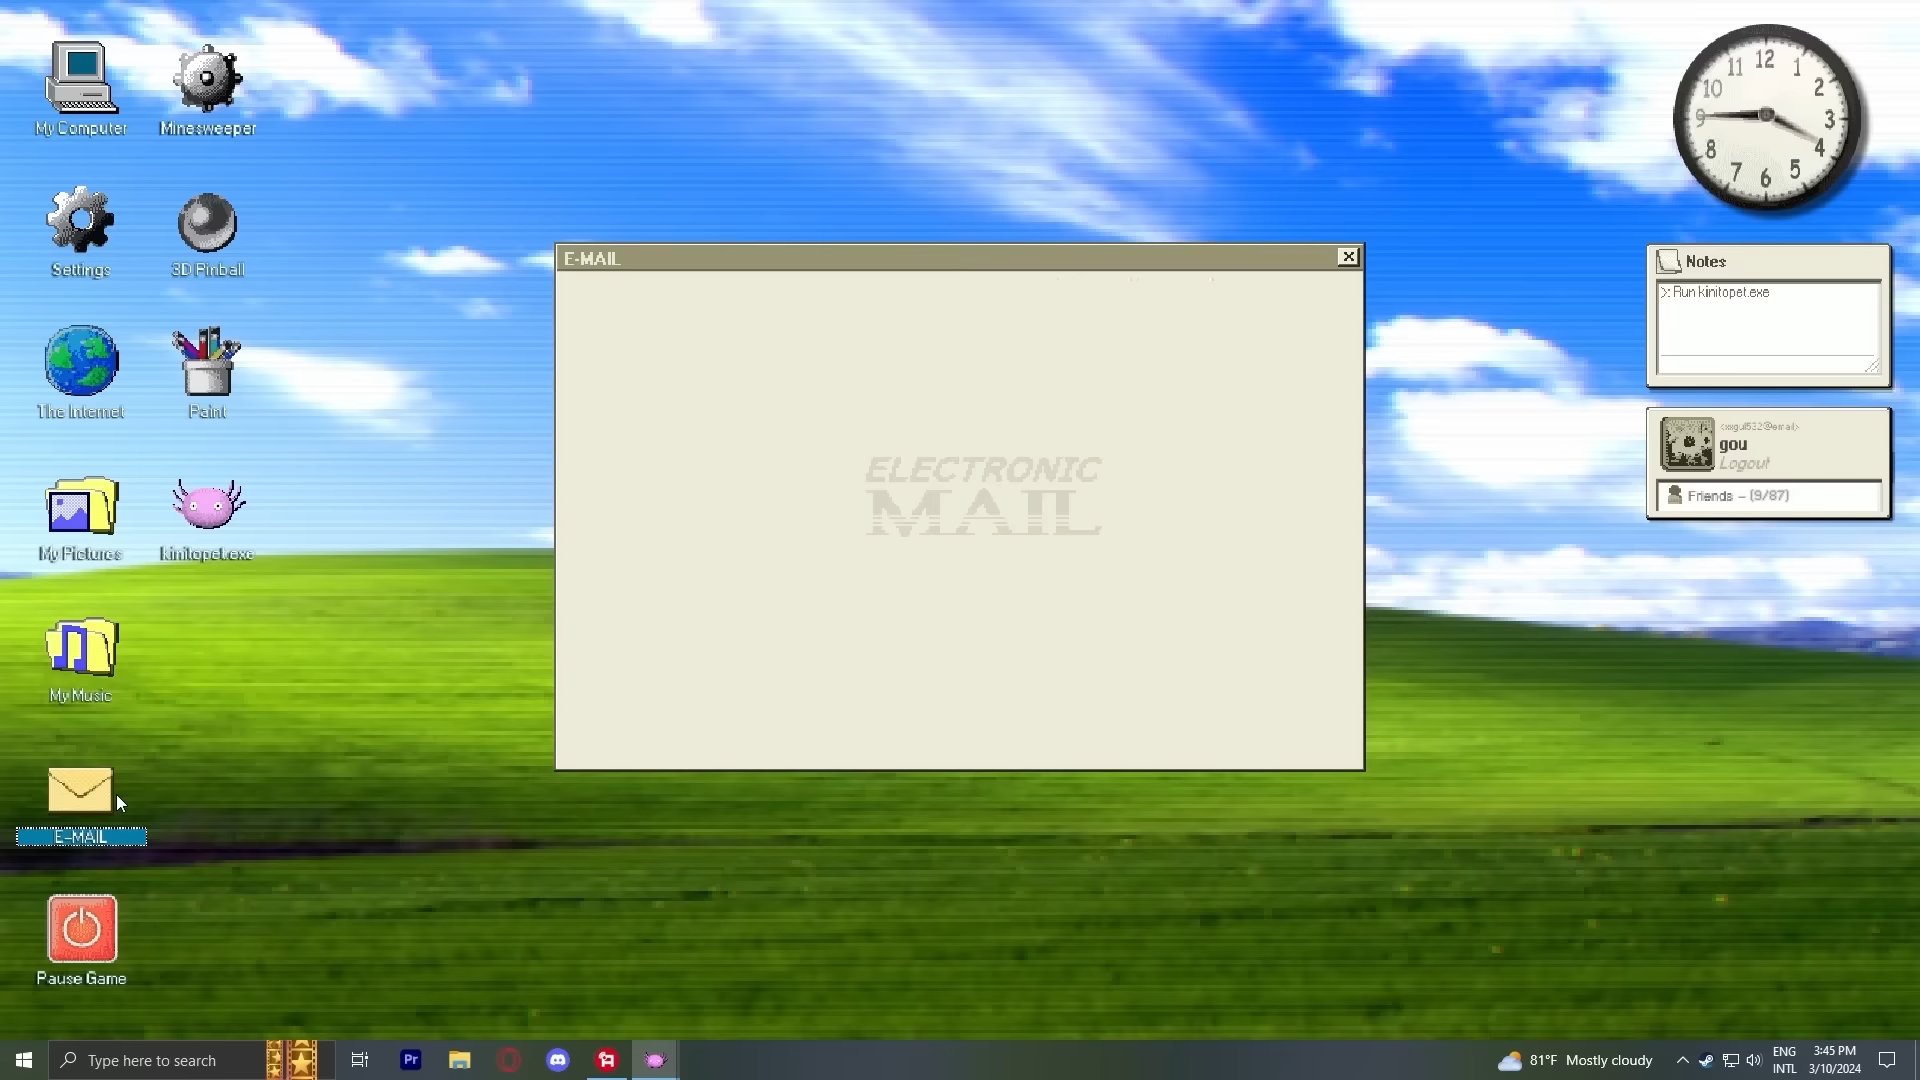 My Computer
Minesweeper
Settings
3D Pinball
The Internet
Paint
My Pictures
kinitopet.exe
My Music
E-MAIL
Pause Game
E-MAIL
ELECTRONIC
MAIL
12
1
2
3
4
5
6
7
8
9
10
11
Notes
>: Run kinitopet.exe
<xxgul532@email>
gou
Logout
Friends - (9/87)
Type here to search
Pr
81°F Mostly cloudy
ENG
INTL
3:45 PM
3/10/2024